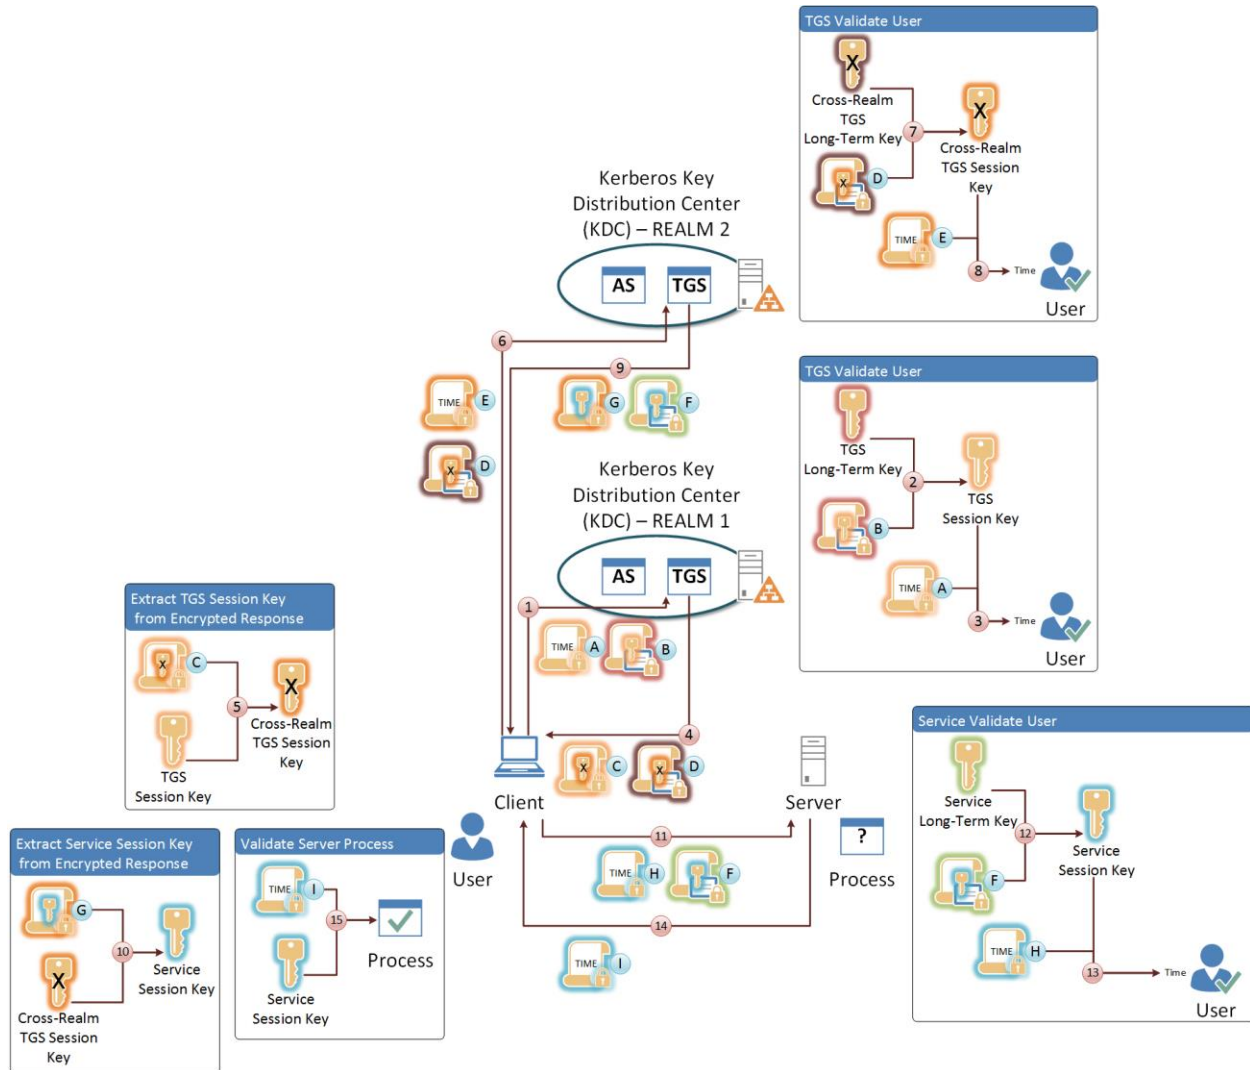 TGS Validate User
X
Cross-Realm
TGS
Long-Term Key
7
X
Cross-Realm
TGS Session
Key
X
D
TIME
E
8
Time
User
Kerberos Key
Distribution Center
(KDC) – REALM 2
AS
TGS
6
9
TIME
E
G
F
X
D
TGS Validate User
TGS
Long-Term Key
2
TGS
Session Key
B
TIME
A
3
Time
User
Kerberos Key
Distribution Center
(KDC) – REALM 1
AS
TGS
1
TIME
A
B
4
X
C
X
D
Extract TGS Session Key
from Encrypted Response
X
C
5
X
Cross-Realm
TGS Session
Key
TGS
Session Key
Client
Server
User
?
Process
11
TIME
H
F
14
TIME
I
Service Validate User
Service
Long-Term Key
12
Service
Session Key
F
TIME
H
13
Time
User
Extract Service Session Key
from Encrypted Response
G
10
Service
Session Key
X
Cross-Realm
TGS Session
Key
Validate Server Process
TIME
I
15
Process
Service
Session Key